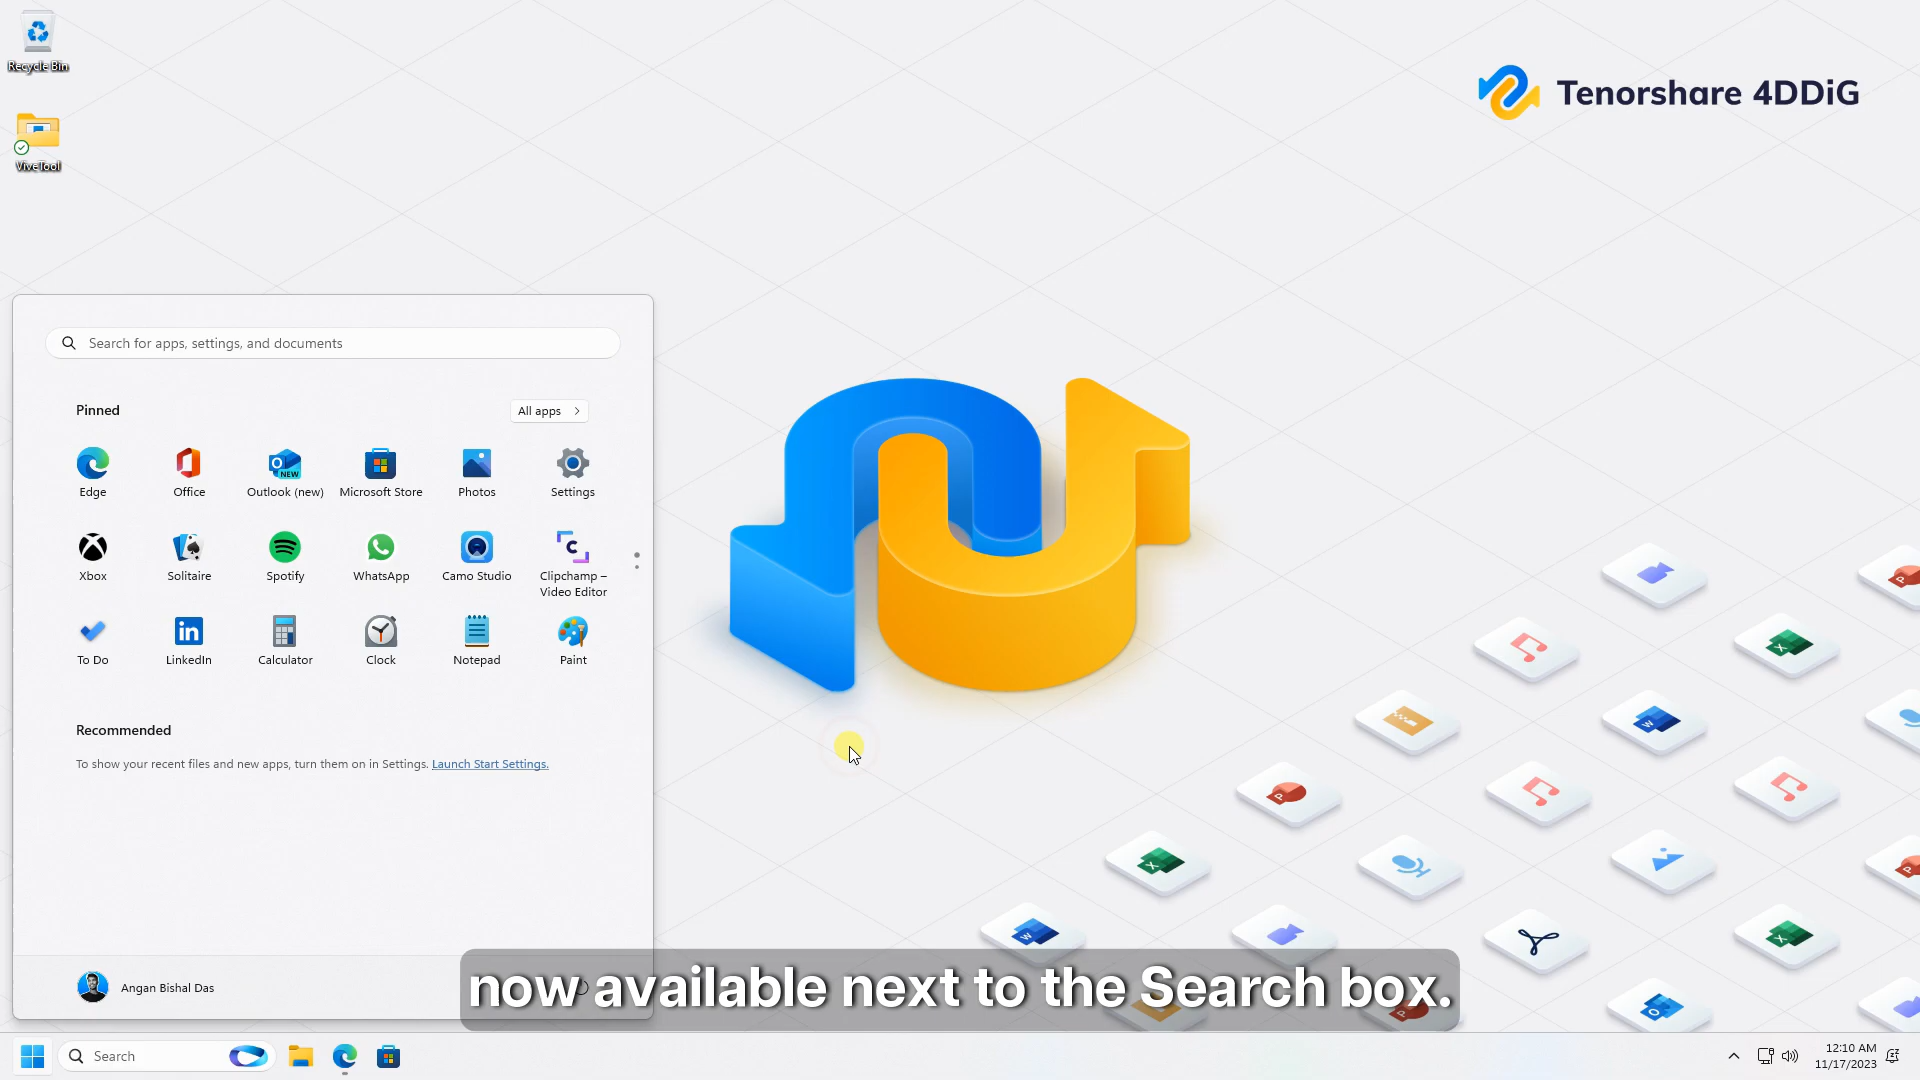 Recycle Bin
ViveTool
Tenorshare 4DDiG
Search for apps, settings, and documents
Pinned
All apps
Edge
Office
Outlook (new)
Microsoft Store
Photos
Settings
NEW
Xbox
Solitaire
Spotify
WhatsApp
Camo Studio
Clipchamp –
Video Editor
To Do
LinkedIn
Calculator
Clock
Notepad
Paint
Recommended
To show your recent files and new apps, turn them on in Settings. Launch Start Settings.
Angan Bishal Das
now available next to the Search box.
Search
12:10 AM
11/17/2023